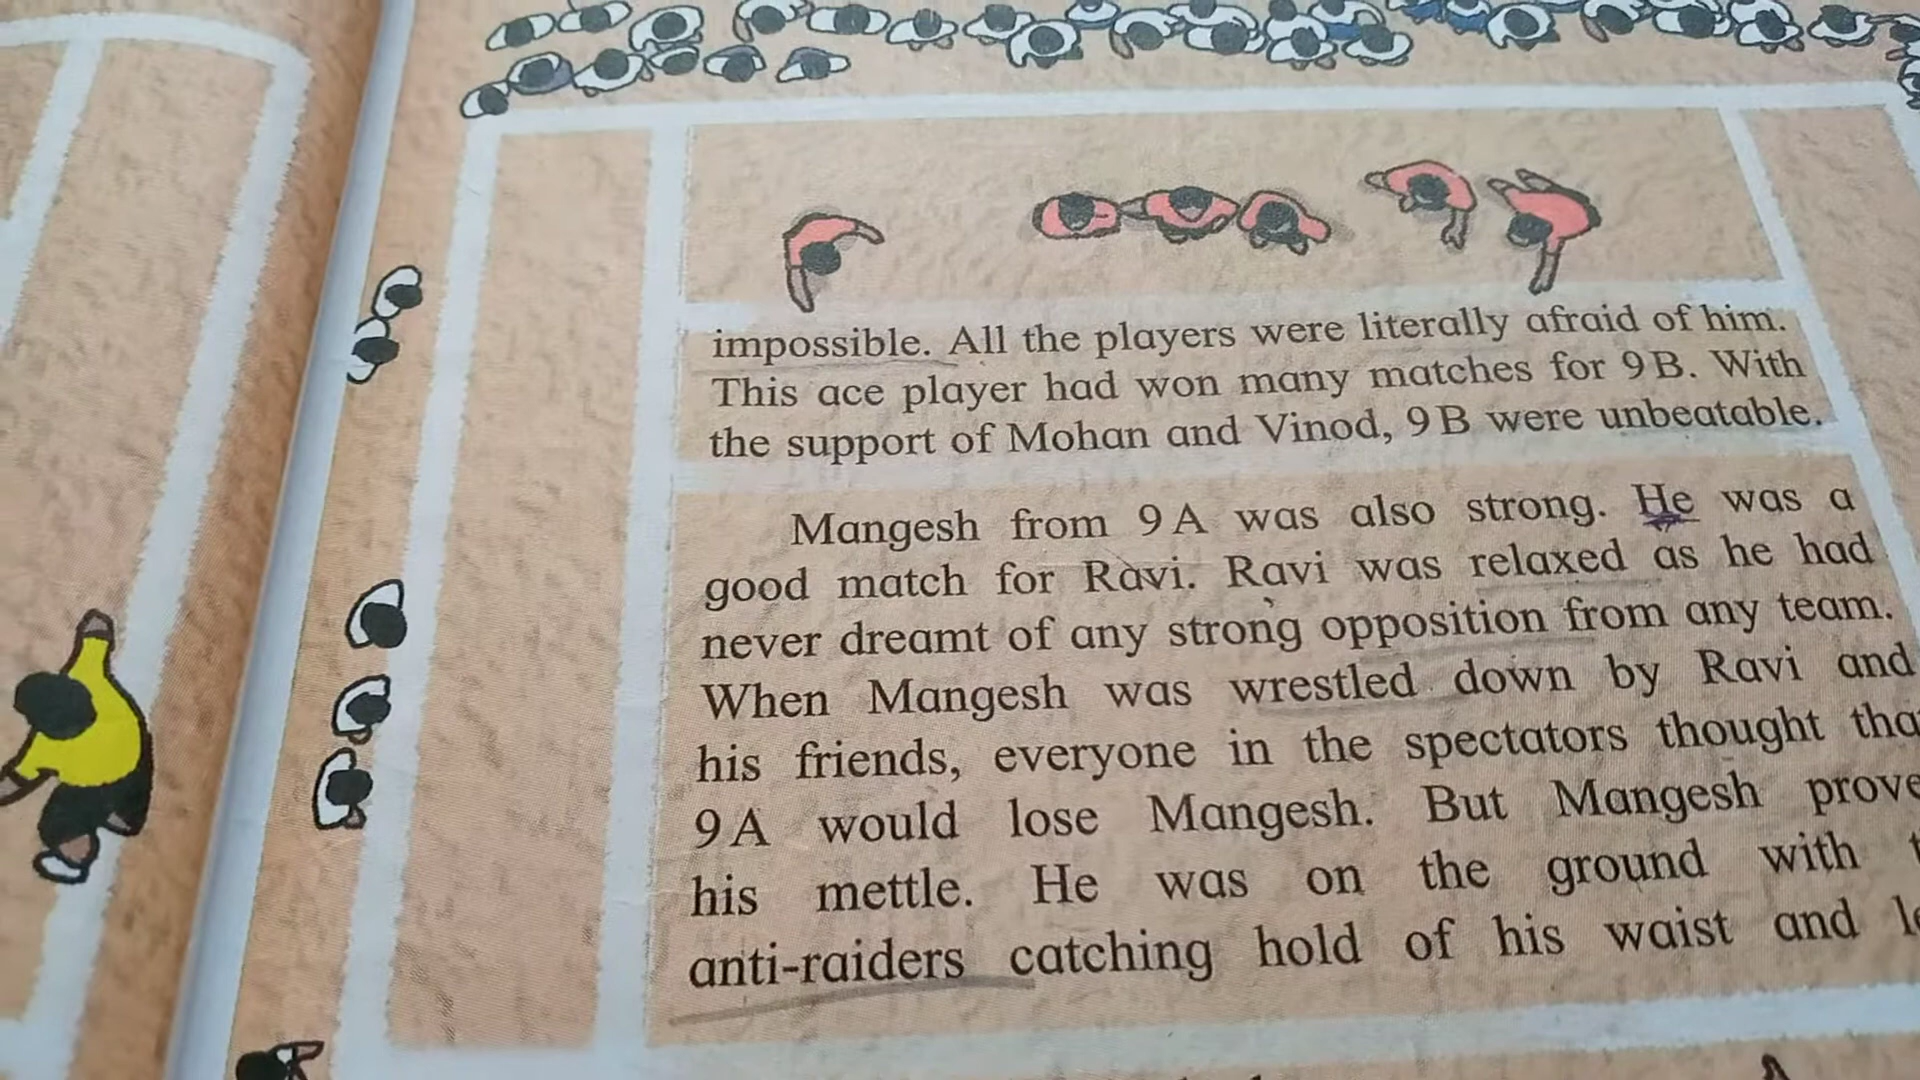 impossible. All the players were literally afraid of him.
This ace player had won many matches for 9 B. With
the support of Mohan and Vinod, 9 B were unbeatable.
Mangesh from 9 A was also strong. He was a
good match for Ravi. Ravi was relaxed as he had
never dreamt of any strong opposition from any team.
When Mangesh was wrestled down by Ravi and
his friends, everyone in the spectators thought tha
9 A would lose Mangesh. But Mangesh prove
his mettle. He was on the ground with t
anti-raiders catching hold of his waist and le